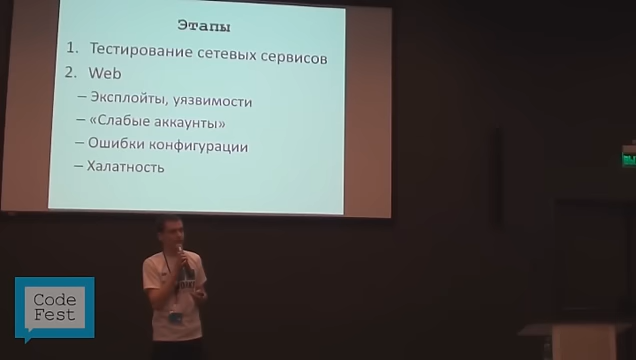 Этапы
1. Тестирование сетевых сервисов
2. Web
– Эксплойты, уязвимости
– «Слабые аккаунты»
– Ошибки конфигурации
– Халатность
Code
Fest